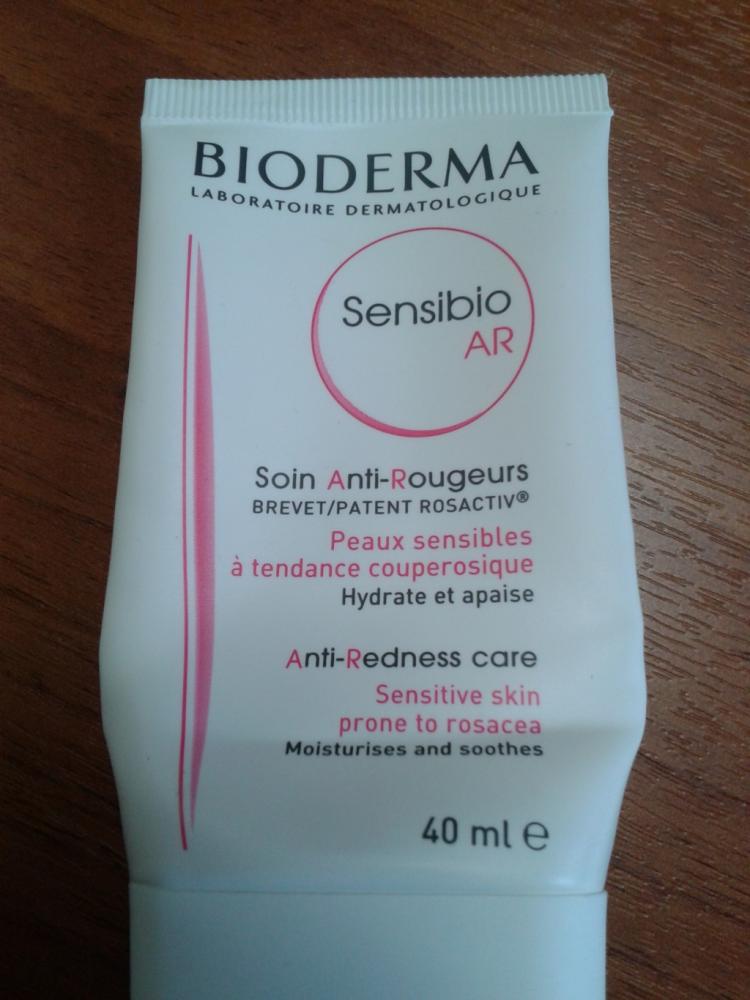 BIODERMA
LABORATOIRE DERMATOLOGIQUE
Sensibio
AR
Soin Anti-Rougeurs
BREVET/PATENT ROSACTIV®
Peaux sensibles
à tendance couperosique
Hydrate et apaise
Anti-Redness care
Sensitive skin
prone to rosacea
Moisturises and soothes
40 ml ℮